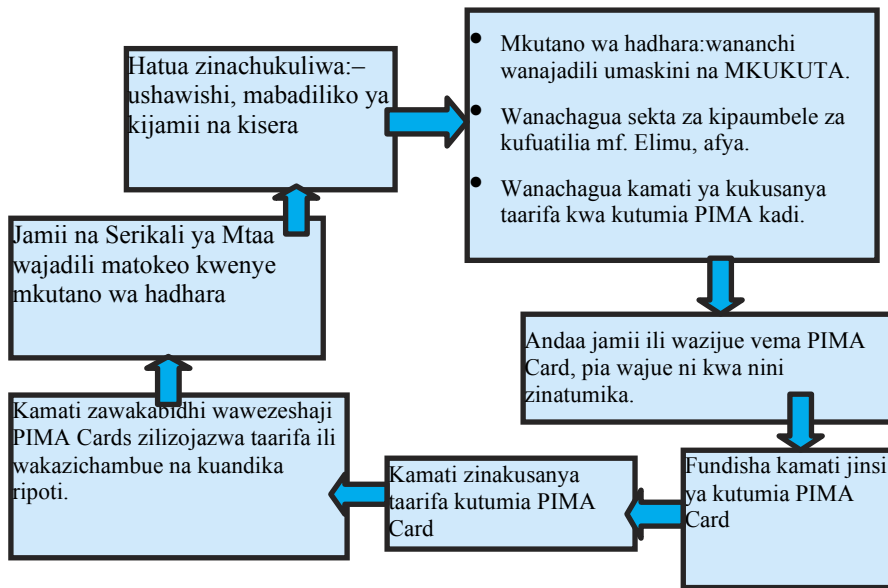 Hatua zinachukuliwa:–
ushawishi, mabadiliko ya
kijamii na kisera
• Mkutano wa hadhara:wananchi
wanajadili umaskini na MKUKUTA.
• Wanachagua sekta za kipaumbele za
kufuatilia mf. Elimu, afya.
• Wanachagua kamati ya kukusanya
taarifa kwa kutumia PIMA kadi.
Andaa jamii ili wazijue vema PIMA
Card, pia wajue ni kwa nini
zinatumika.
Fundisha kamati jinsi
ya kutumia PIMA
Card
Kamati zinakusanya
taarifa kutumia PIMA
Card
Kamati zawakabidhi wawezeshaji
PIMA Cards zilizojazwa taarifa ili
wakazichambue na kuandika
ripoti.
Jamii na Serikali ya Mtaa
wajadili matokeo kwenye
mkutano wa hadhara